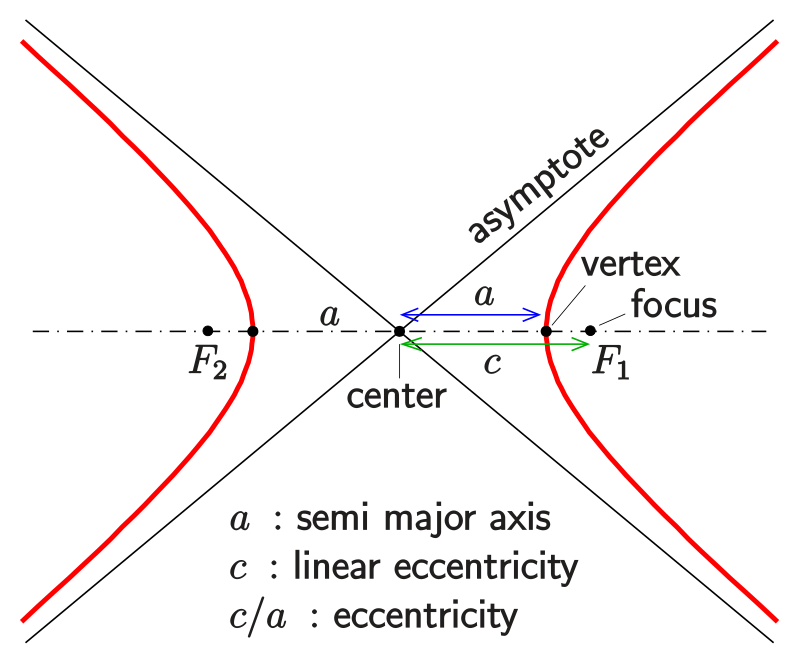 asymptote
vertex
a
a
focus
F₂
c
F₁
center
a : semi major axis
c : linear eccentricity
c/a : eccentricity